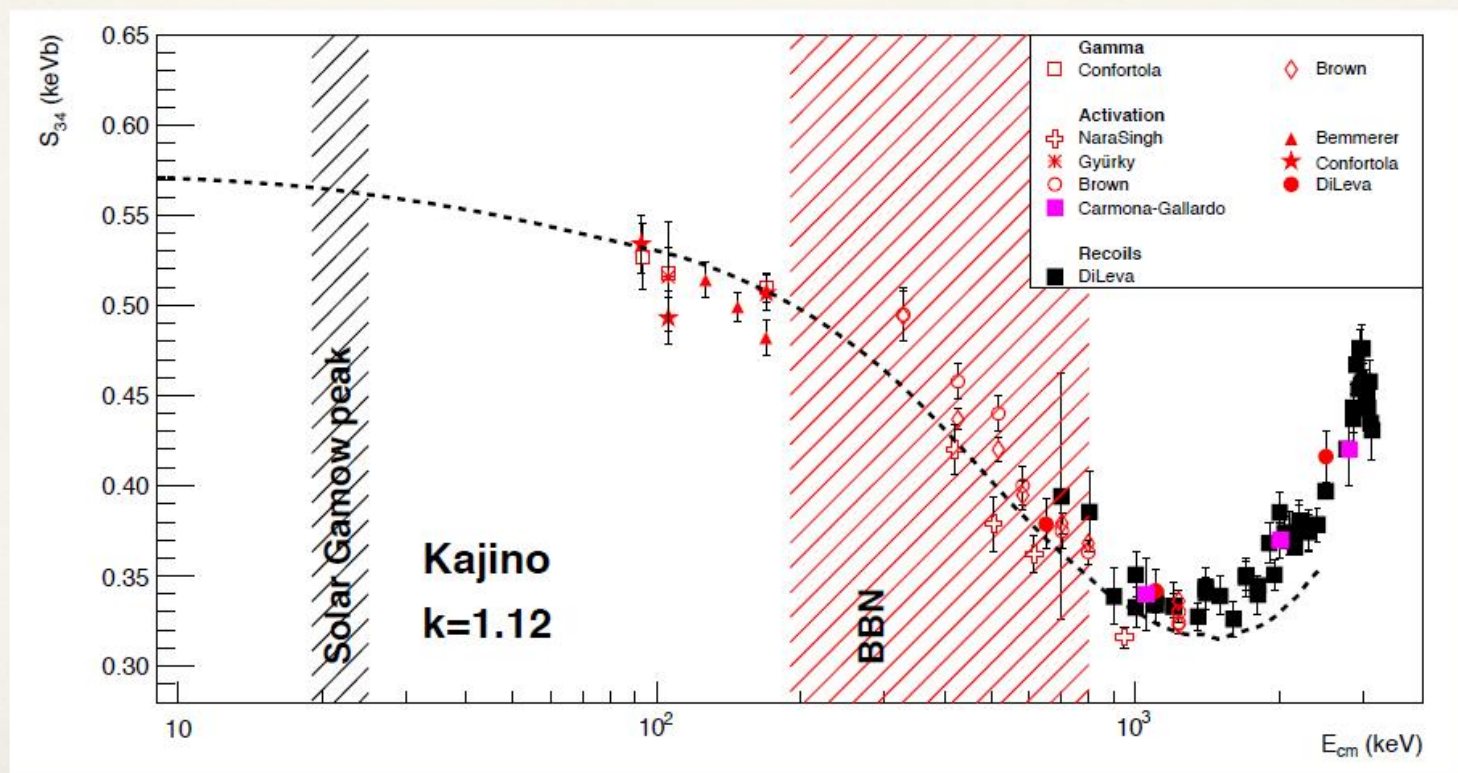 S₃₄ (keVb)
0.65
0.60
0.55
0.50
0.45
0.40
0.35
0.30
Solar Gamow peak
Kajino
k=1.12
BBN
Gamma
Confortola
Brown
Activation
NaraSingh
Bemmerer
Gyürky
Confortola
Brown
DiLeva
Carmona-Gallardo
Recoils
DiLeva
10
10²
10³
E_cm (keV)